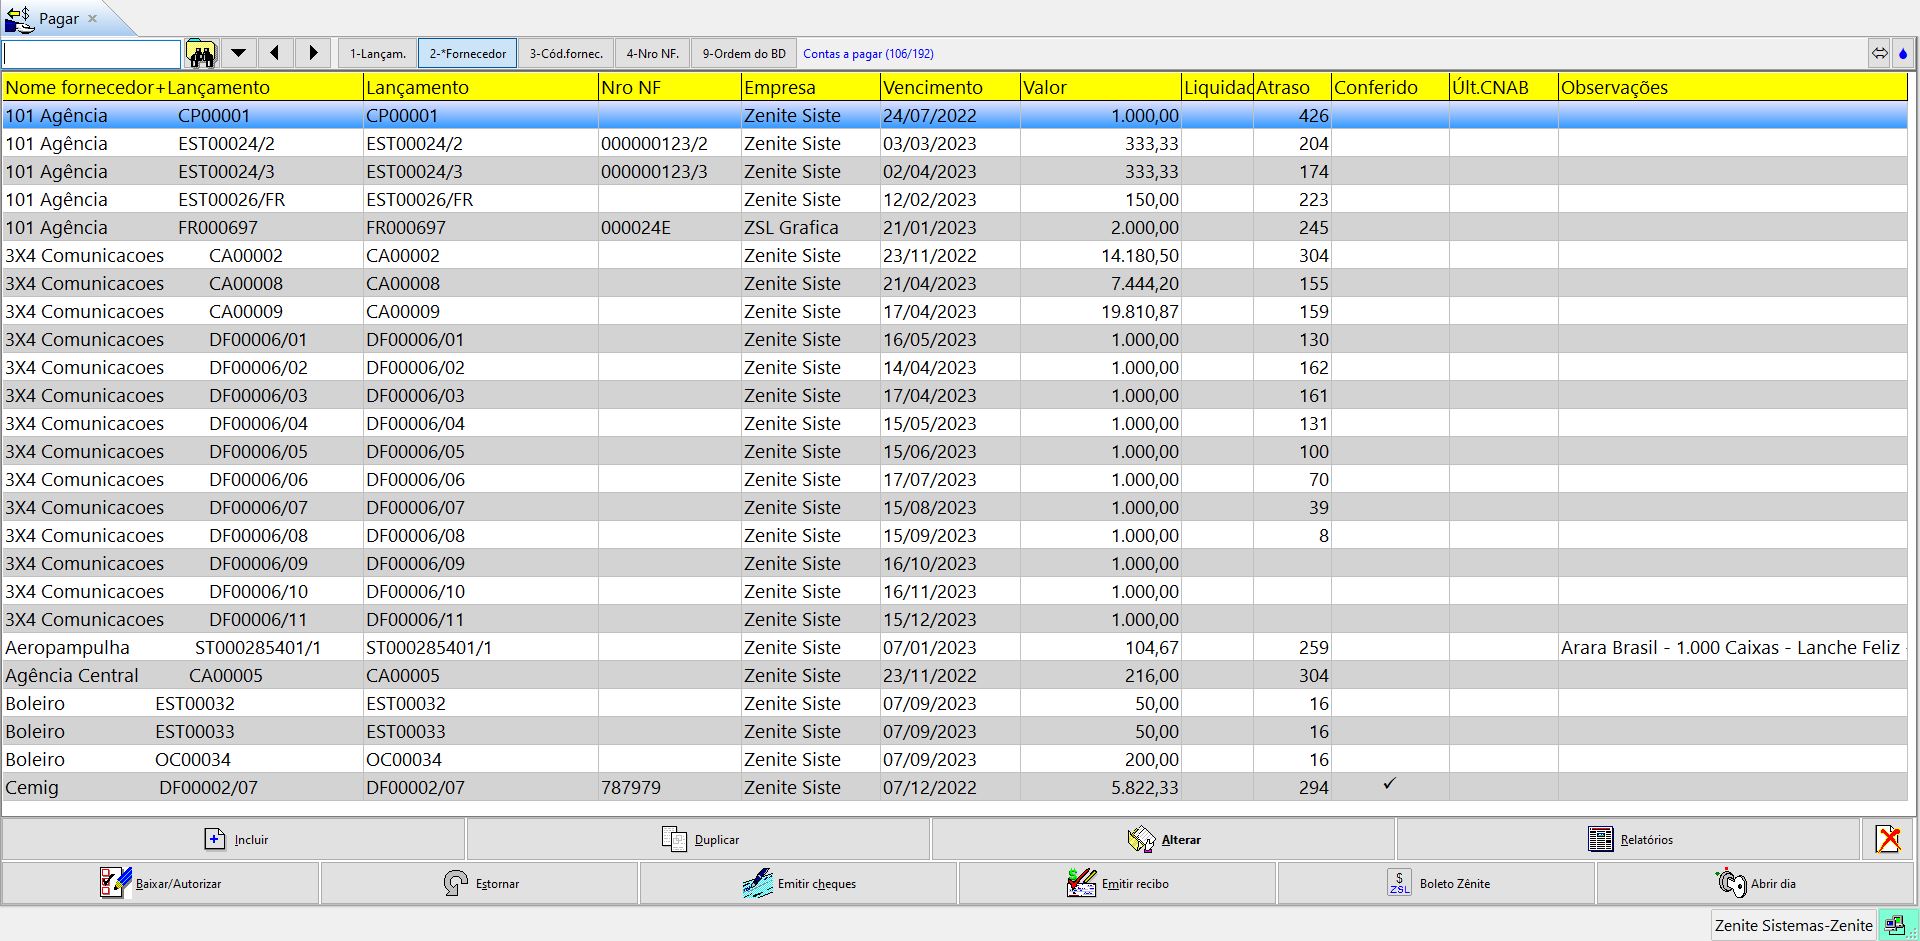 Pagar
1-Lançam. 2-*Fornecedor 3-Cód.fornec. 4-Nro NF. 9-Ordem do BD Contas a pagar (106/192)
Nome fornecedor+Lançamento Lançamento Nro NF Empresa Vencimento Valor Liquidac Atraso Conferido Últ.CNAB Observações
101 Agência CP00001 CP00001 Zenite Siste 24/07/2022 1.000,00 426
101 Agência EST00024/2 EST00024/2 000000123/2 Zenite Siste 03/03/2023 333,33 204
101 Agência EST00024/3 EST00024/3 000000123/3 Zenite Siste 02/04/2023 333,33 174
101 Agência EST00026/FR EST00026/FR Zenite Siste 12/02/2023 150,00 223
101 Agência FR000697 FR000697 000024E ZSL Grafica 21/01/2023 2.000,00 245
3X4 Comunicacoes CA00002 CA00002 Zenite Siste 23/11/2022 14.180,50 304
3X4 Comunicacoes CA00008 CA00008 Zenite Siste 21/04/2023 7.444,20 155
3X4 Comunicacoes CA00009 CA00009 Zenite Siste 17/04/2023 19.810,87 159
3X4 Comunicacoes DF00006/01 DF00006/01 Zenite Siste 16/05/2023 1.000,00 130
3X4 Comunicacoes DF00006/02 DF00006/02 Zenite Siste 14/04/2023 1.000,00 162
3X4 Comunicacoes DF00006/03 DF00006/03 Zenite Siste 17/04/2023 1.000,00 161
3X4 Comunicacoes DF00006/04 DF00006/04 Zenite Siste 15/05/2023 1.000,00 131
3X4 Comunicacoes DF00006/05 DF00006/05 Zenite Siste 15/06/2023 1.000,00 100
3X4 Comunicacoes DF00006/06 DF00006/06 Zenite Siste 17/07/2023 1.000,00 70
3X4 Comunicacoes DF00006/07 DF00006/07 Zenite Siste 15/08/2023 1.000,00 39
3X4 Comunicacoes DF00006/08 DF00006/08 Zenite Siste 15/09/2023 1.000,00 8
3X4 Comunicacoes DF00006/09 DF00006/09 Zenite Siste 16/10/2023 1.000,00
3X4 Comunicacoes DF00006/10 DF00006/10 Zenite Siste 16/11/2023 1.000,00
3X4 Comunicacoes DF00006/11 DF00006/11 Zenite Siste 15/12/2023 1.000,00
Aeropampulha ST000285401/1 ST000285401/1 Zenite Siste 07/01/2023 104,67 259 Arara Brasil - 1.000 Caixas - Lanche Feliz -
Agência Central CA00005 CA00005 Zenite Siste 23/11/2022 216,00 304
Boleiro EST00032 EST00032 Zenite Siste 07/09/2023 50,00 16
Boleiro EST00033 EST00033 Zenite Siste 07/09/2023 50,00 16
Boleiro OC00034 OC00034 Zenite Siste 07/09/2023 200,00 16
Cemig DF00002/07 DF00002/07 787979 Zenite Siste 07/12/2022 5.822,33 294 ✓
Incluir Duplicar Alterar Relatórios
Baixar/Autorizar Estornar Emitir cheques Emitir recibo $ ZSL Boleto Zênite Abrir dia
Zenite Sistemas-Zenite